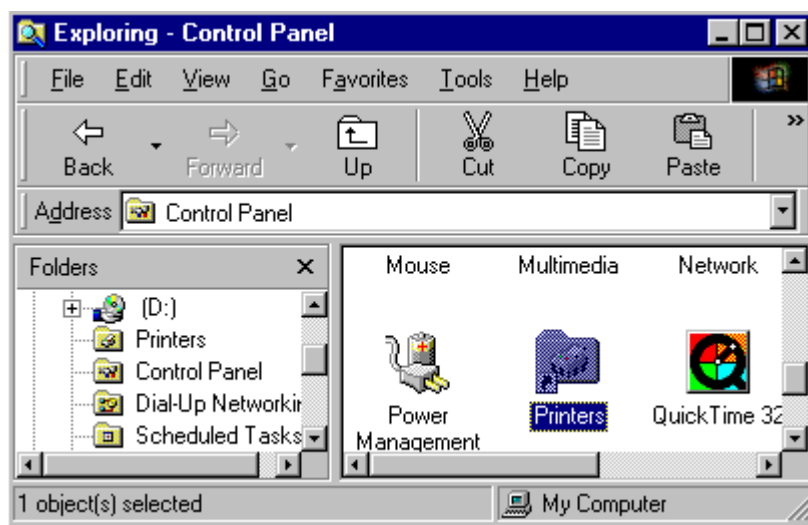 Exploring - Control Panel
File Edit View Go Favorites Tools Help
Back Forward Up Cut Copy Paste »
Address Control Panel
Folders
(D:)
Printers
Control Panel
Dial-Up Networkin
Scheduled Tasks
Mouse Multimedia Network
Power Management
Printers
QuickTime 32
1 object(s) selected
My Computer